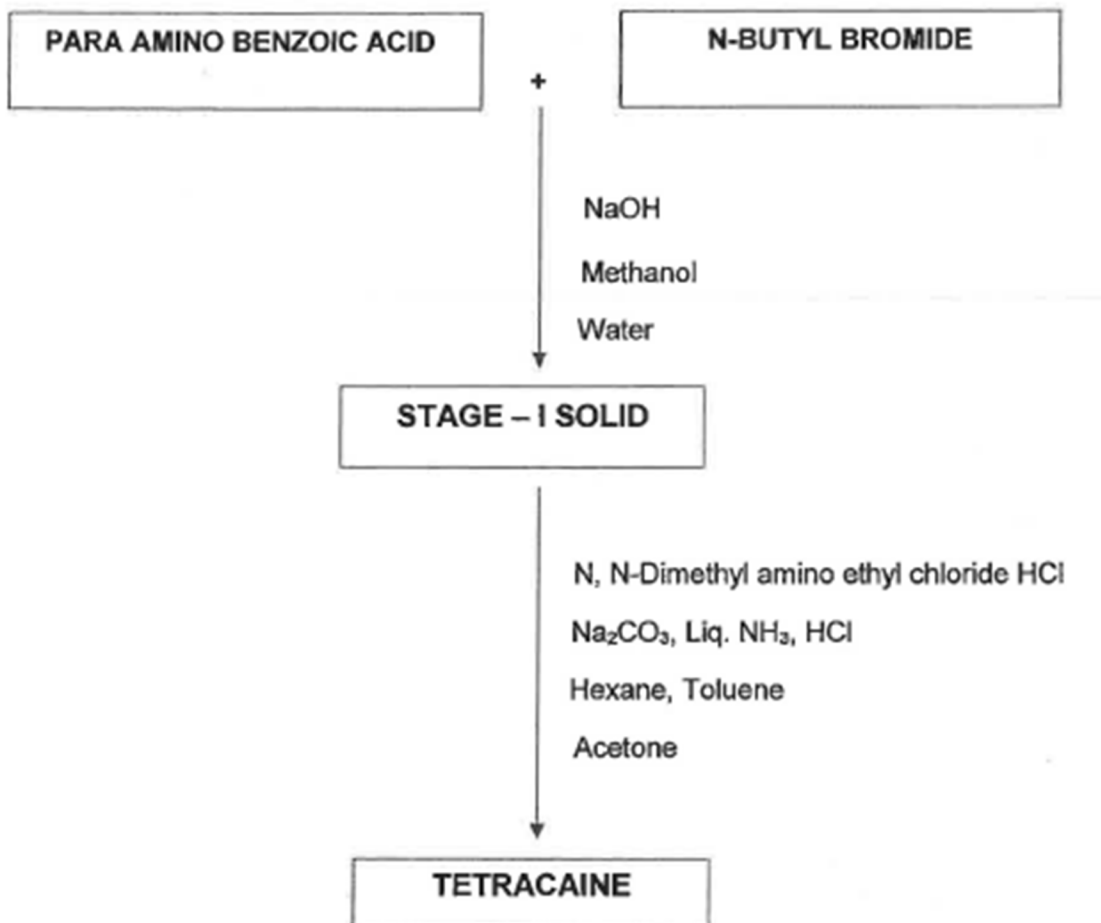 PARA AMINO BENZOIC ACID
+
N-BUTYL BROMIDE
NaOH
Methanol
Water
STAGE – I SOLID
N, N-Dimethyl amino ethyl chloride HCl
Na₂CO₃, Liq. NH₃, HCl
Hexane, Toluene
Acetone
TETRACAINE